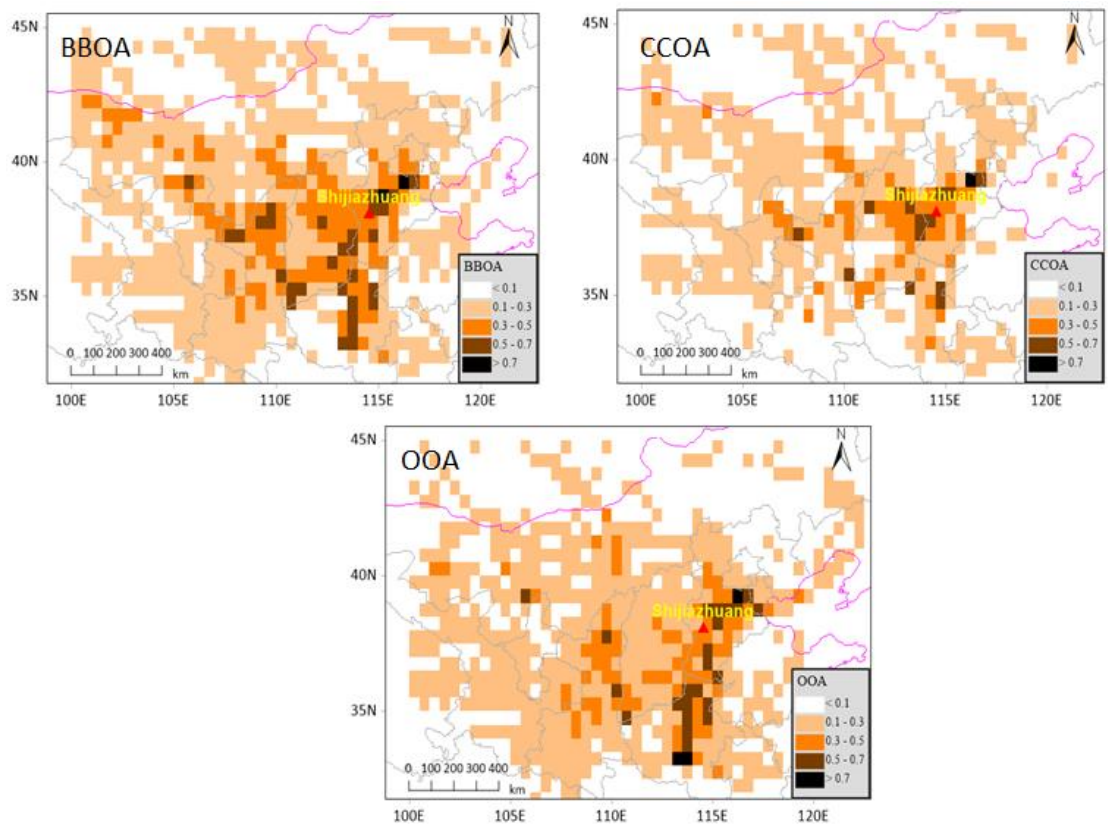 45N
BBOA
N
40N
Shijiazhuang
35N
BBOA
< 0.1
0.1 - 0.3
0.3 - 0.5
0.5 - 0.7
> 0.7
0 100 200 300 400
km
100E 105E 110E 115E 120E
45N
CCOA
N
40N
Shijiazhuang
35N
CCOA
< 0.1
0.1 - 0.3
0.3 - 0.5
0.5 - 0.7
> 0.7
0 100 200 300 400
km
100E 105E 110E 115E 120E
45N
OOA
N
40N
Shijiazhuang
35N
OOA
< 0.1
0.1 - 0.3
0.3 - 0.5
0.5 - 0.7
> 0.7
0 100 200 300 400
km
100E 105E 110E 115E 120E